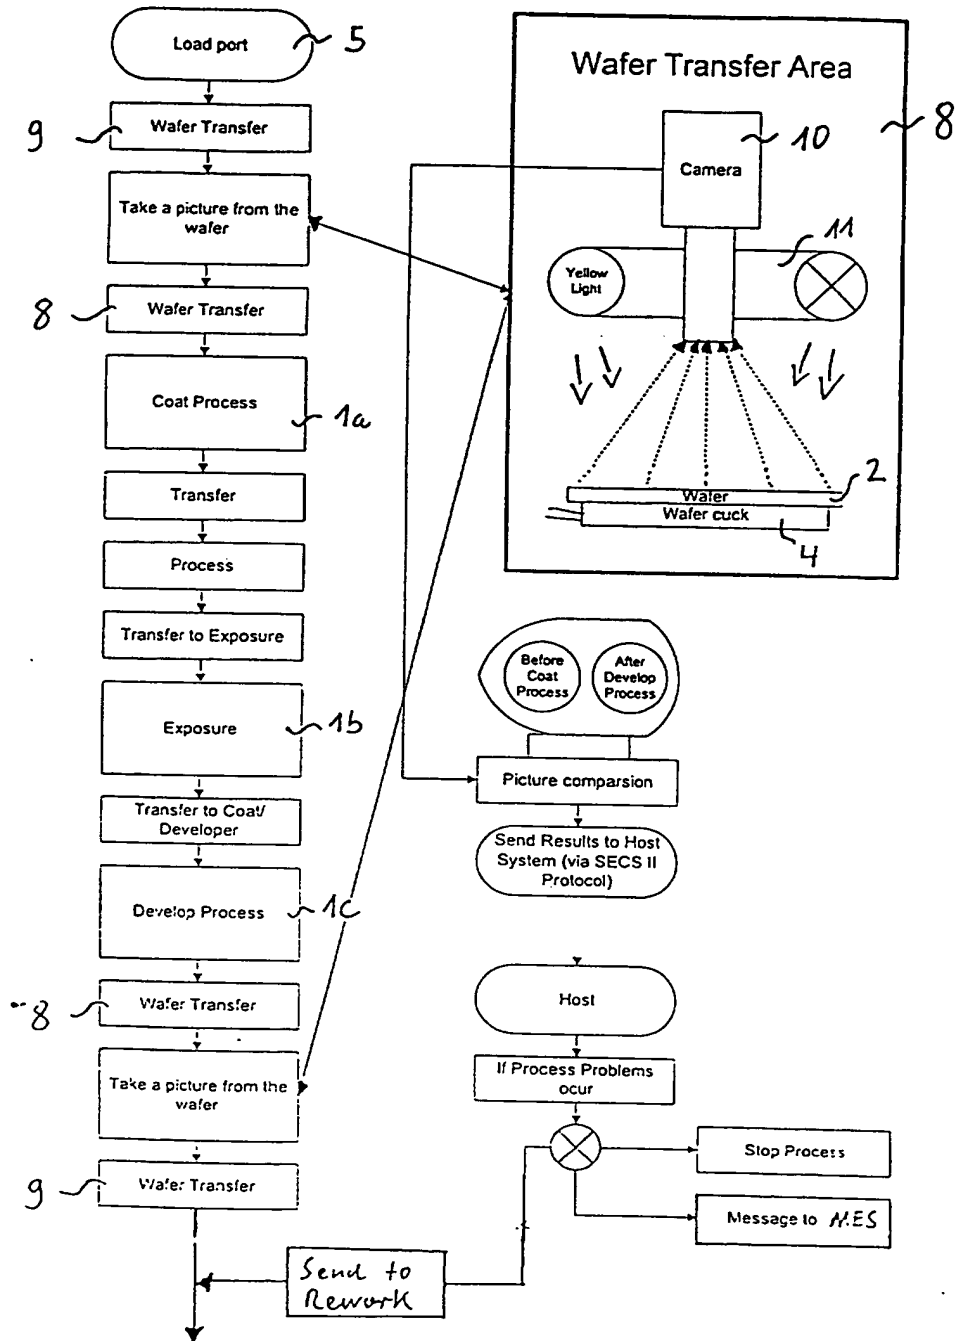 Load port
5
9
Wafer Transfer
Take a picture from the
wafer
8
Wafer Transfer
Coat Process
1a
Transfer
Process
Transfer to Exposure
Exposure
1b
Transfer to Coat/
Developer
Develop Process
1c
8
Wafer Transfer
Take a picture from the
wafer
9
Wafer Transfer
Wafer Transfer Area
8
10
Camera
11
Yellow
Light
Wafer
2
Wafer cuck
4
Before
Coat
Process
After
Develop
Process
Picture comparsion
Send Results to Host
System (via SECS II
Protocol)
Host
If Process Problems
ocur
Stop Process
Message to MES
Send to
Rework